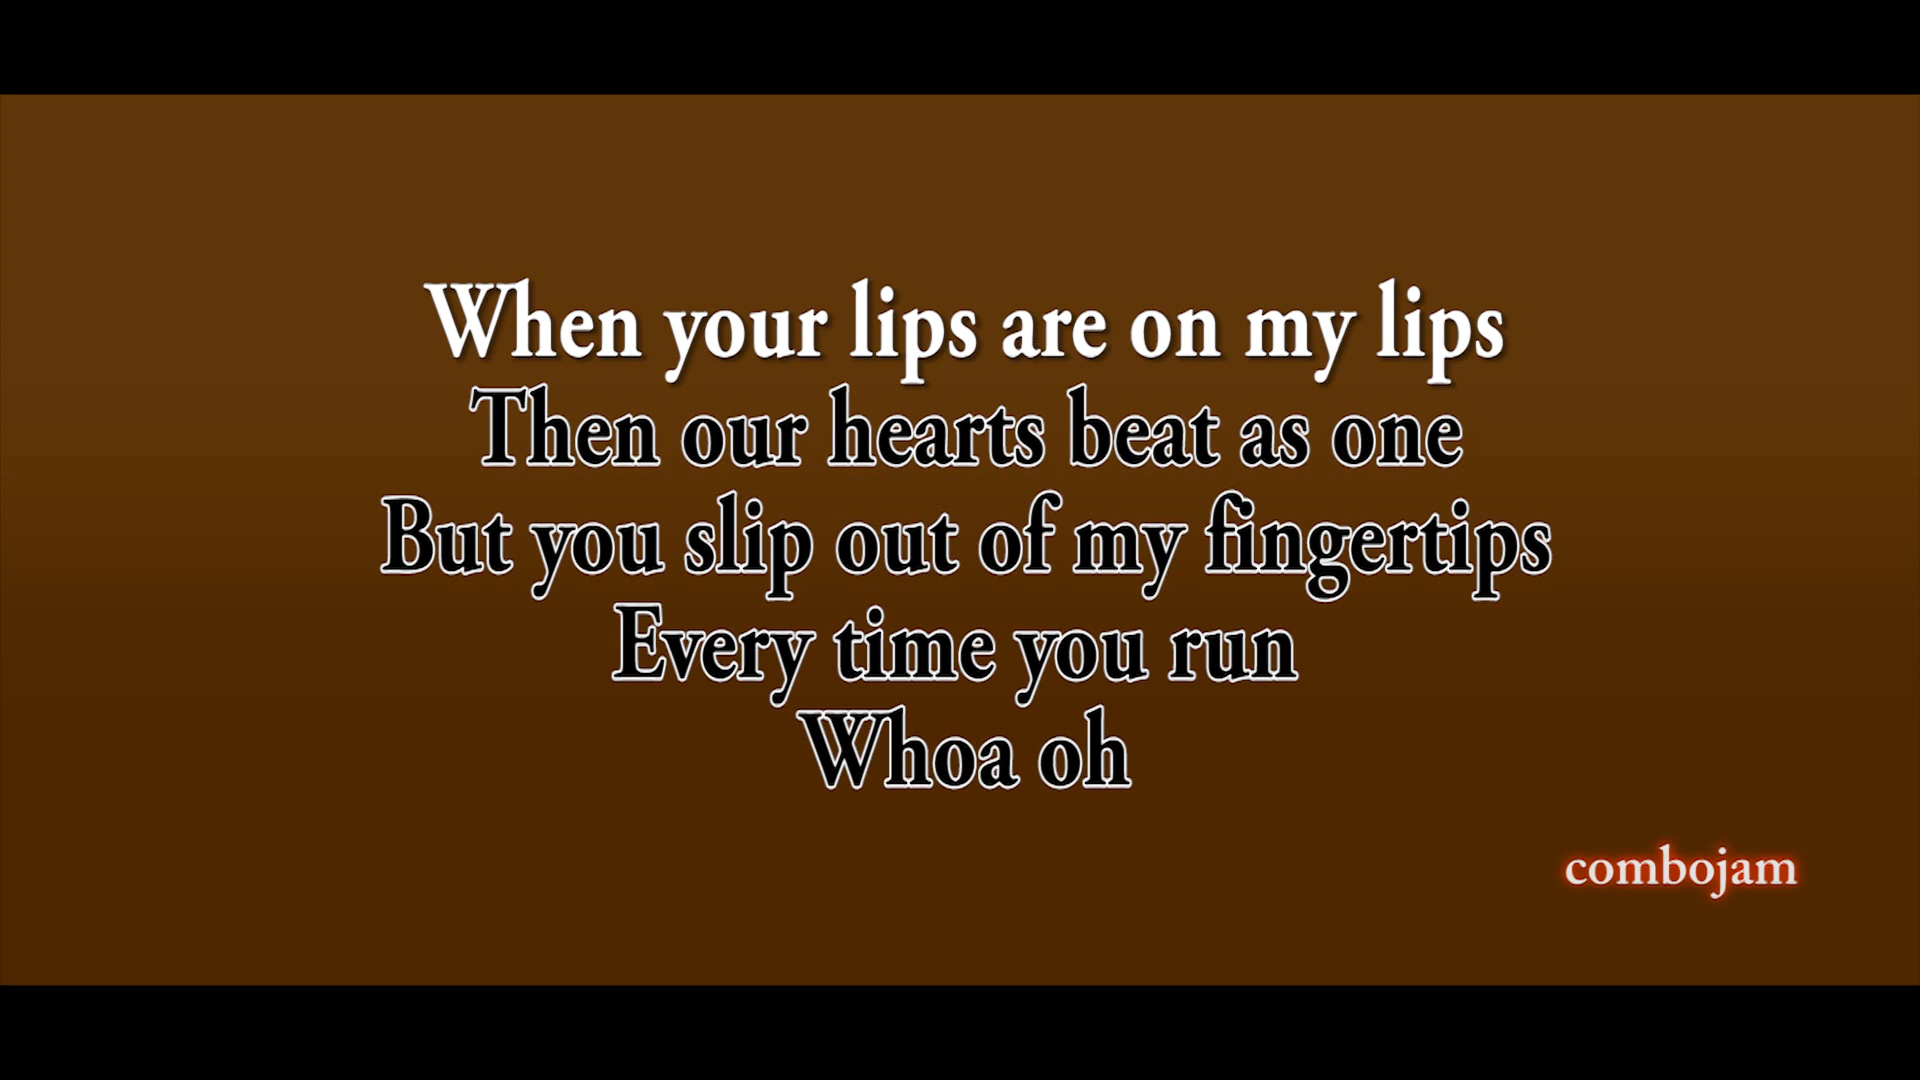 When your lips are on my lips
Then our hearts beat as one
But you slip out of my fingertips
Every time you run
Whoa oh
combojam